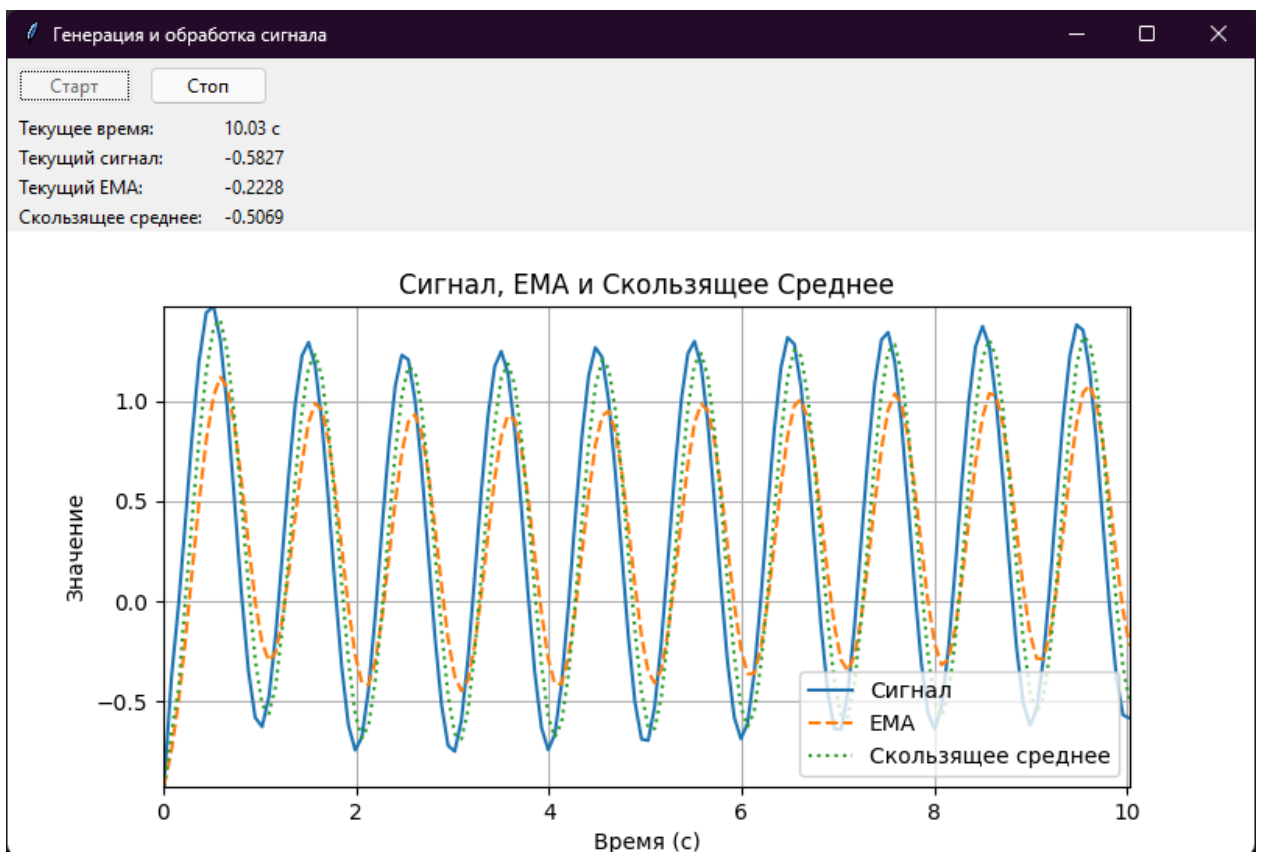 Генерация и обработка сигнала
Старт Стоп
Текущее время: 10.03 с
Текущий сигнал: -0.5827
Текущий EMA: -0.2228
Скользящее среднее: -0.5069
Сигнал, EMA и Скользящее Среднее
1.0
0.5
0.0
−0.5
Значение
Сигнал
EMA
Скользящее среднее
0 2 4 6 8 10
Время (с)